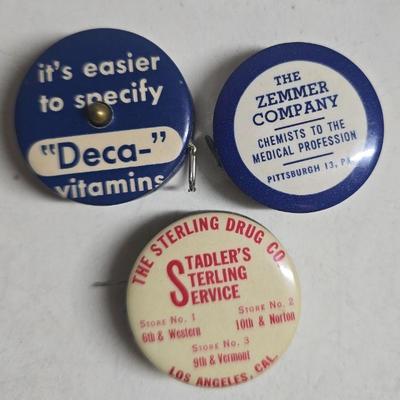 it's easier
to specify
"Deca-"
vitamins
THE
ZEMMER
COMPANY
CHEMISTS TO THE
MEDICAL PROFESSION
PITTSBURGH 13, PA.
THE STERLING DRUG CO
STADLER'S
STERLING
SERVICE
STORE NO. 1
6th & Western
STORE NO. 2
10th & Norton
STORE NO. 3
9th & Vermont
LOS ANGELES, CAL.